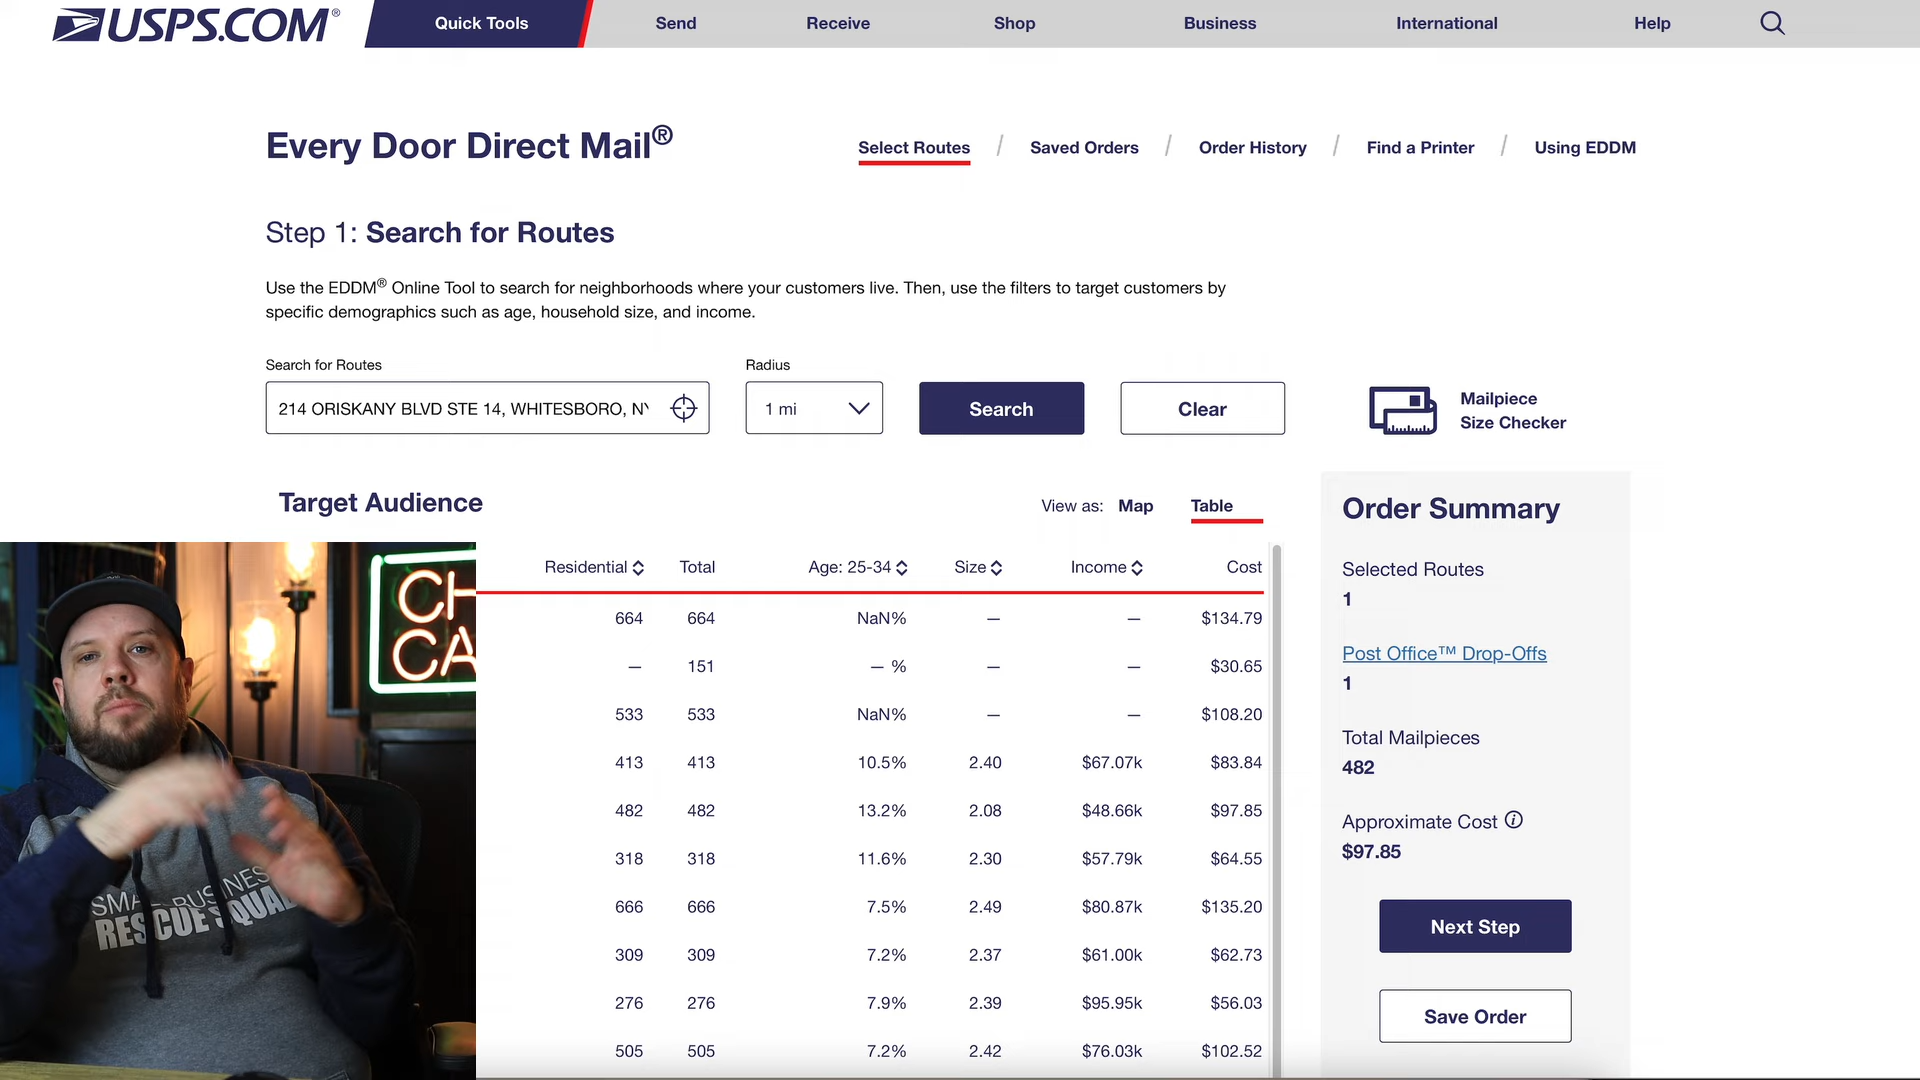 USPS.COM®
Quick Tools
Send
Receive
Shop
Business
International
Help
Every Door Direct Mail®
Select Routes / Saved Orders / Order History / Find a Printer / Using EDDM
Step 1: Search for Routes
Use the EDDM® Online Tool to search for neighborhoods where your customers live. Then, use the filters to target customers by
specific demographics such as age, household size, and income.
Search for Routes
214 ORISKANY BLVD STE 14, WHITESBORO, NY
Radius
1 mi
Search
Clear
Mailpiece
Size Checker
Target Audience
View as: Map Table
Residential Total Age: 25-34 Size Income Cost
664 664 NaN% — — $134.79
— 151 — % — — $30.65
533 533 NaN% — — $108.20
413 413 10.5% 2.40 $67.07k $83.84
482 482 13.2% 2.08 $48.66k $97.85
318 318 11.6% 2.30 $57.79k $64.55
666 666 7.5% 2.49 $80.87k $135.20
309 309 7.2% 2.37 $61.00k $62.73
276 276 7.9% 2.39 $95.95k $56.03
505 505 7.2% 2.42 $76.03k $102.52
Order Summary
Selected Routes
1
Post Office™ Drop-Offs
1
Total Mailpieces
482
Approximate Cost
$97.85
Next Step
Save Order
CH
CA
SMALL BUSINESS
RESCUE SQUAD